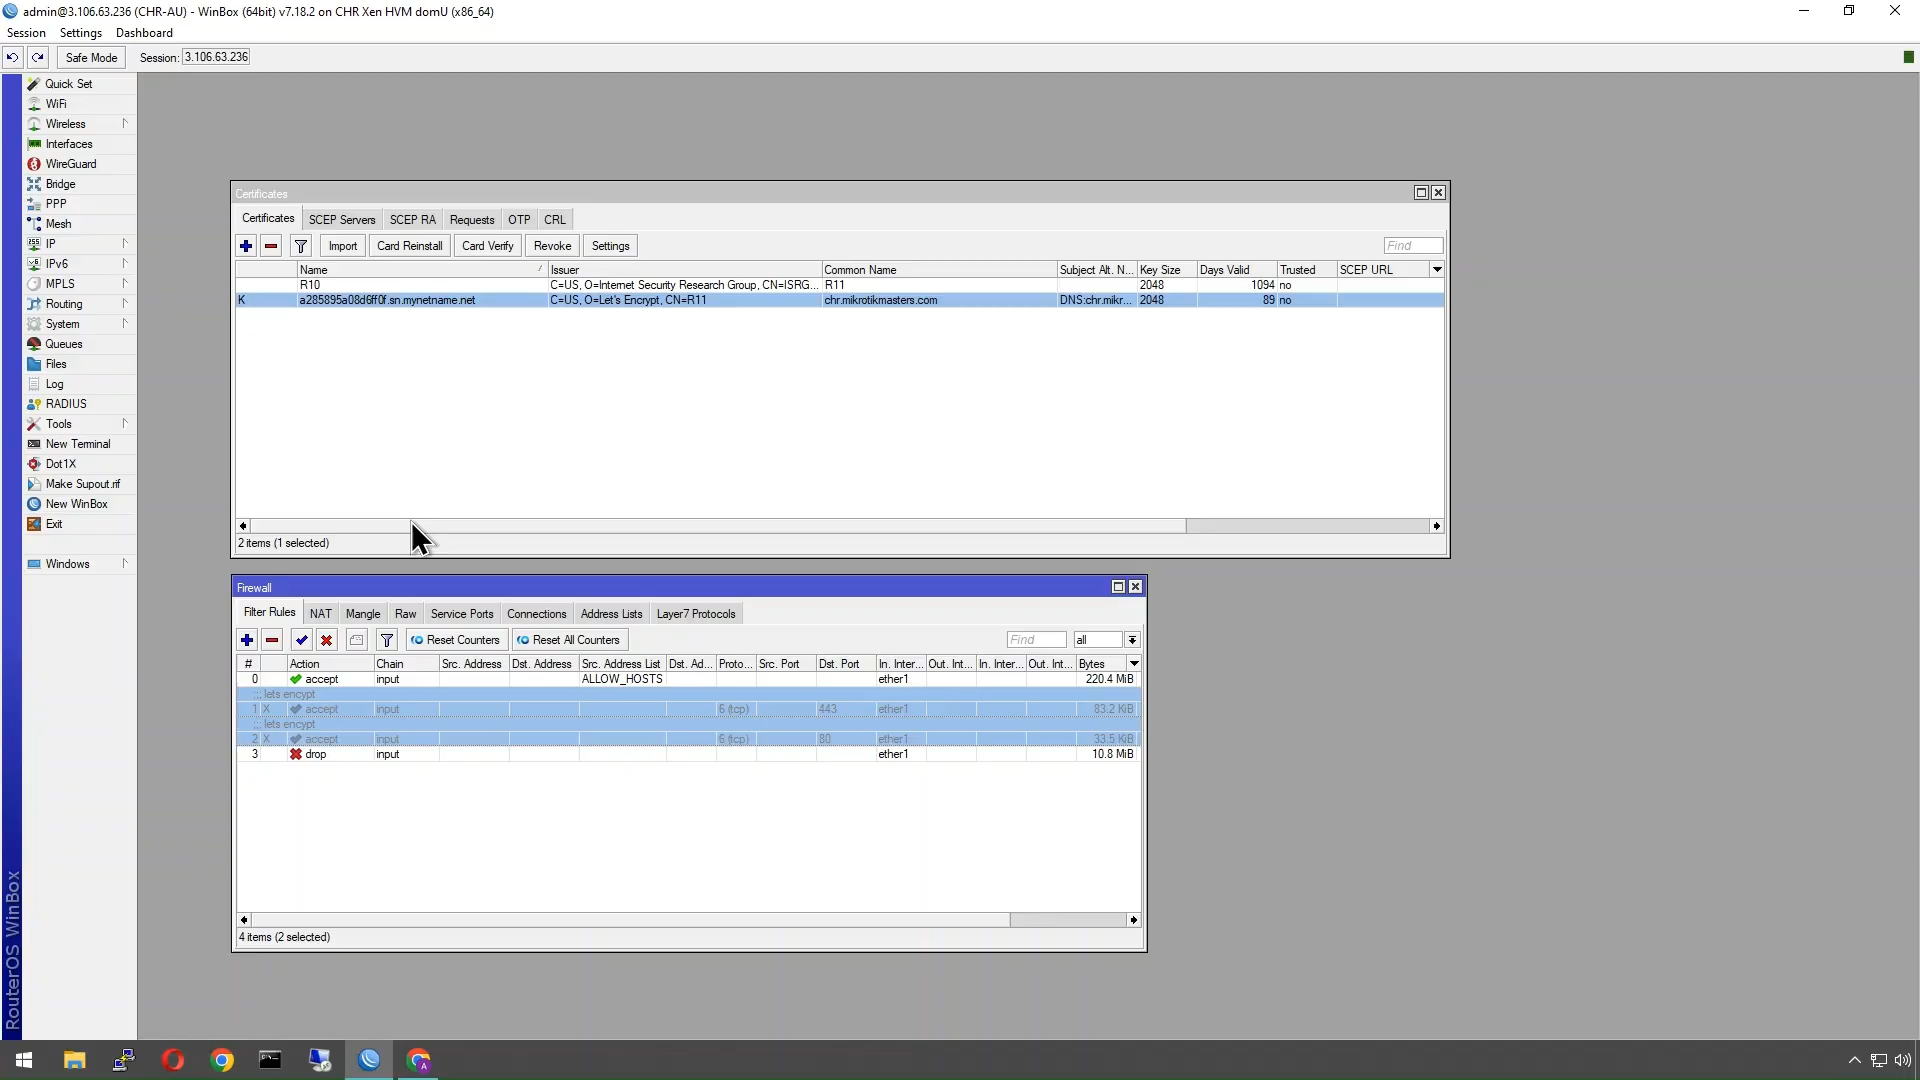 admin@3.106.63.236 (CHR-AU) - WinBox (64bit) v7.18.2 on CHR Xen HVM domU (x86_64)
Session Settings Dashboard
Safe Mode Session: 3.106.63.236
Quick Set
WiFi
Wireless
Interfaces
WireGuard
Bridge
PPP
Mesh
IP
IPv6
MPLS
Routing
System
Queues
Files
Log
RADIUS
Tools
New Terminal
Dot1X
Make Supout.rif
New WinBox
Exit
Windows
RouterOS WinBox
Certificates
Certificates SCEP Servers SCEP RA Requests OTP CRL
Import Card Reinstall Card Verify Revoke Settings Find
Name Issuer Common Name Subject Alt. N... Key Size Days Valid Trusted SCEP URL
R10 C=US, O=Internet Security Research Group, CN=ISRG... R11 2048 1094 no
K a285895a08d6ff0f.sn.mynetname.net C=US, O=Let's Encrypt, CN=R11 chr.mikrotikmasters.com DNS:chr.mikr... 2048 89 no
2 items (1 selected)
Firewall
Filter Rules NAT Mangle Raw Service Ports Connections Address Lists Layer7 Protocols
Reset Counters Reset All Counters Find all
# Action Chain Src. Address Dst. Address Src. Address List Dst. Ad... Proto... Src. Port Dst. Port In. Inter... Out. Int... In. Inter... Out. Int... Bytes
0 accept input ALLOW_HOSTS ether1 220.4 MiB
;;; lets encypt
1 X accept input 6 (tcp) 443 ether1 83.2 KiB
;;; lets encypt
2 X accept input 6 (tcp) 80 ether1 33.5 KiB
3 drop input ether1 10.8 MiB
4 items (2 selected)